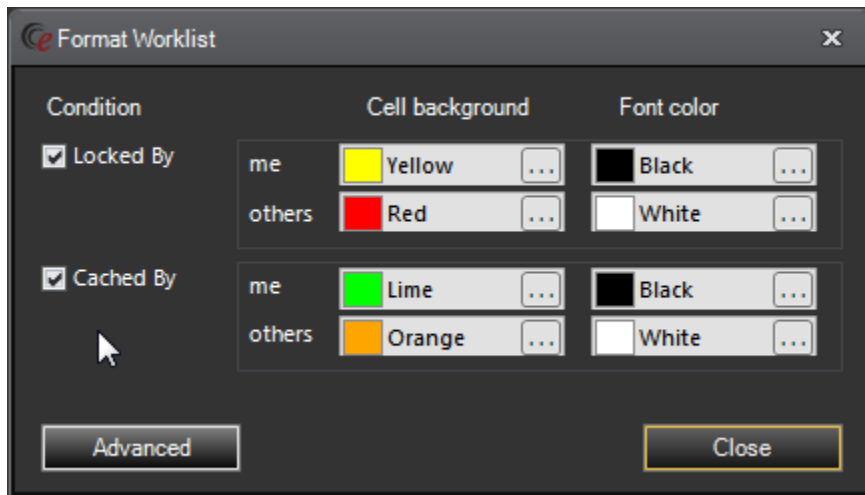 Format Worklist
Condition Cell background Font color
Locked By me Yellow ... Black ...
others Red ... White ...
Cached By me Lime ... Black ...
others Orange ... White ...
Advanced Close